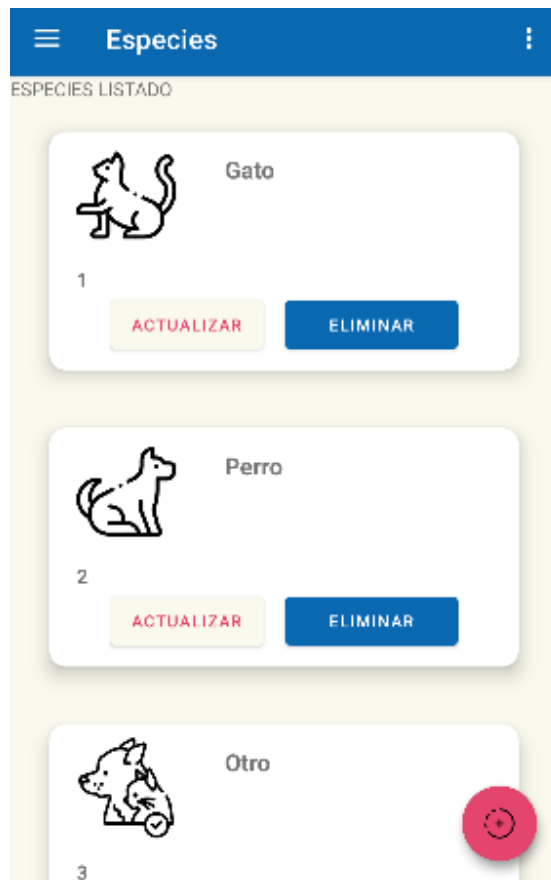 Especies
ESPECIES LISTADO
Gato
1
ACTUALIZAR ELIMINAR
Perro
2
ACTUALIZAR ELIMINAR
Otro
3